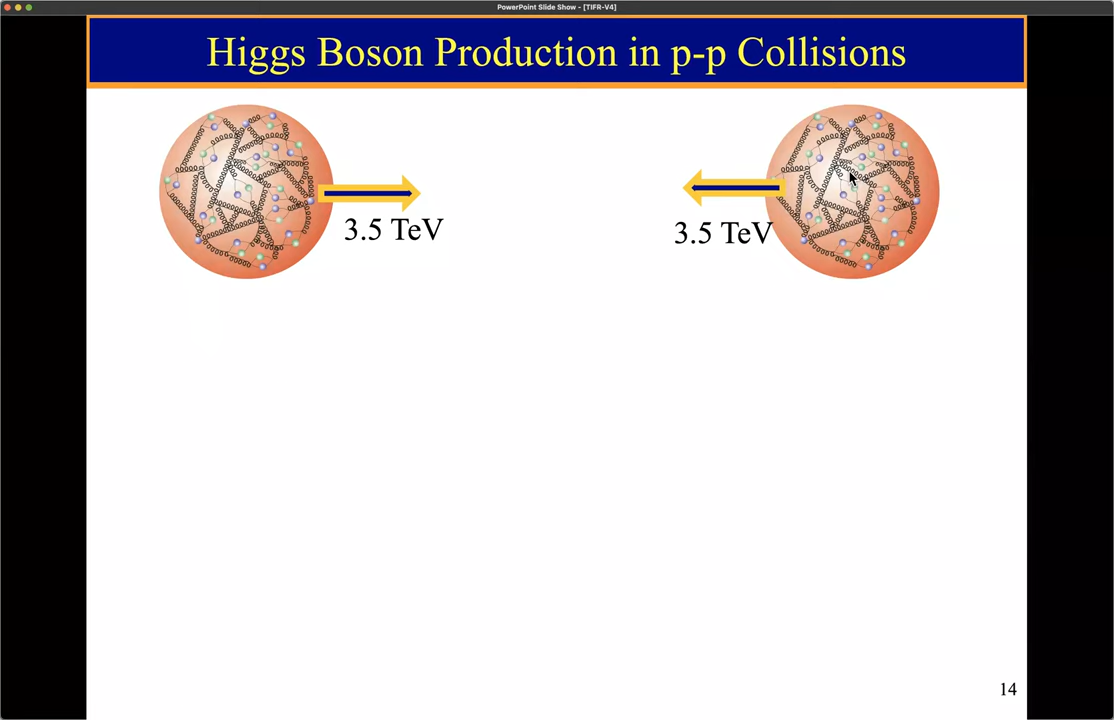 PowerPoint Slide Show - [TIFR-V4]
Higgs Boson Production in p-p Collisions
3.5 TeV
3.5 TeV
14